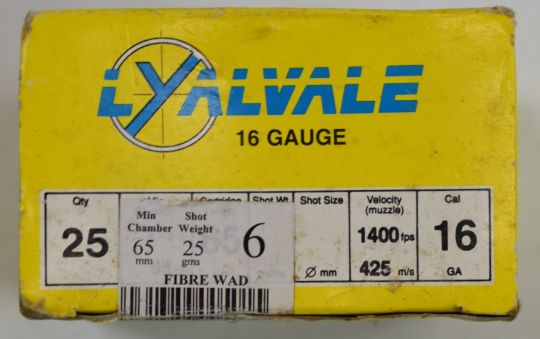 LYALVALE
16 GAUGE
Qty
25
Min Chamber
65
mm
Shot Weight
25
gms
6
FIBRE WAD
Cartridge
Shot Wt
Shot Size
Ø mm
Velocity
(muzzle)
1400 fps
425 m/s
Cal
16
GA